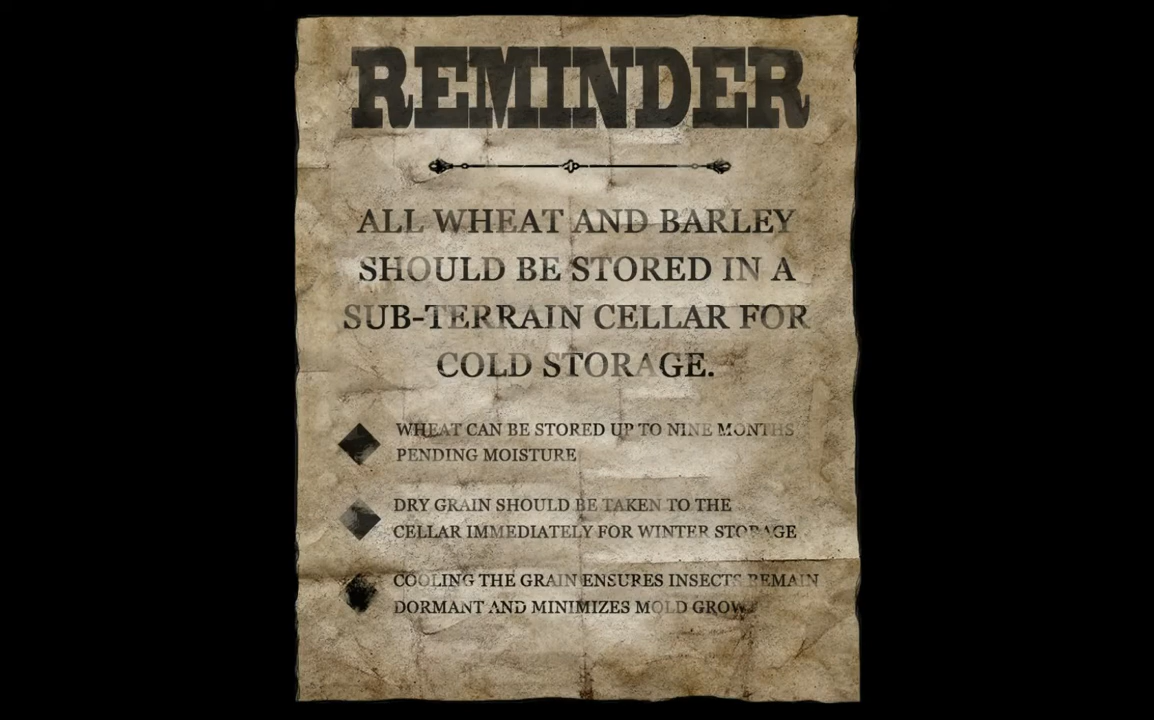 REMINDER
ALL WHEAT AND BARLEY
SHOULD BE STORED IN A
SUB-TERRAIN CELLAR FOR
COLD STORAGE.
WHEAT CAN BE STORED UP TO NINE MONTHS
PENDING MOISTURE
DRY GRAIN SHOULD BE TAKEN TO THE
CELLAR IMMEDIATELY FOR WINTER STORAGE
COOLING THE GRAIN ENSURES INSECTS REMAIN
DORMANT AND MINIMIZES MOLD